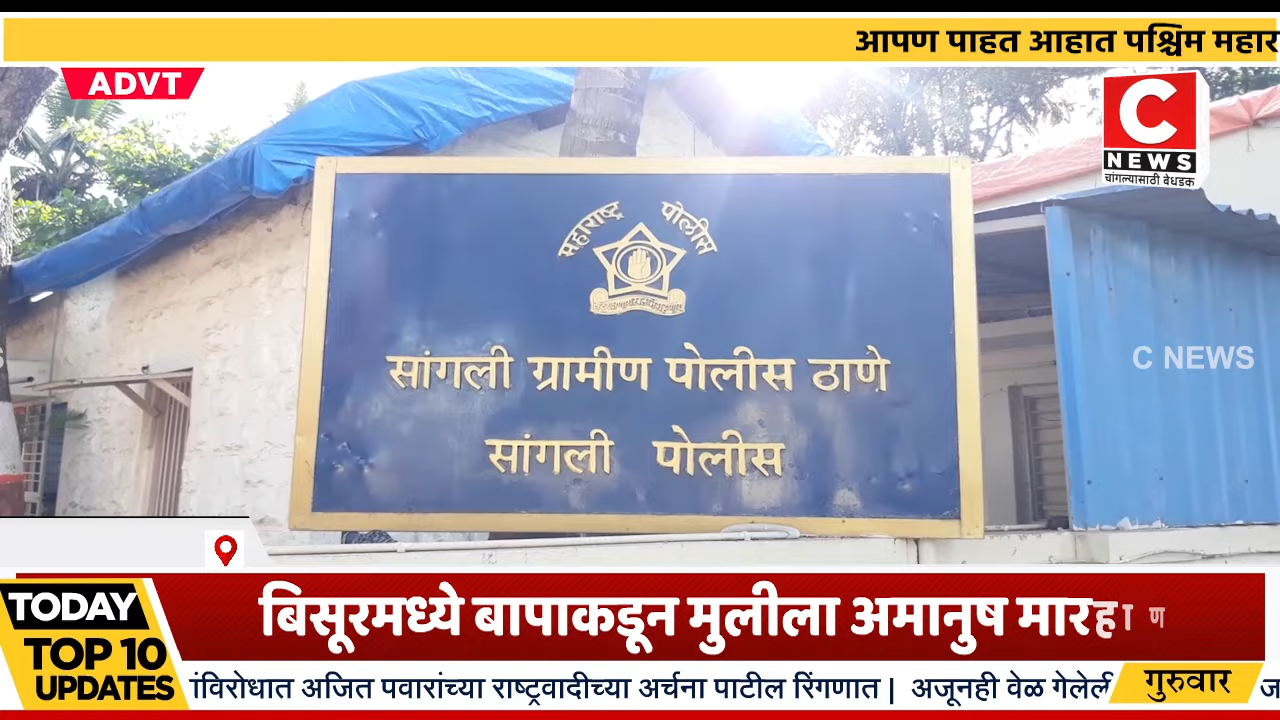 आपण पाहत आहात पश्चिम महार
ADVT
C
NEWS
चांगल्यासाठी बेधडक
महाराष्ट्र पोलीस
C NEWS
सांगली ग्रामीण पोलीस ठाणे
सांगली पोलीस
TODAY
TOP 10
UPDATES
बिसूरमध्ये बापाकडून मुलीला अमानुष मारहाण
ांविरोधात अजित पवारांच्या राष्ट्रवादीच्या अर्चना पाटील रिंगणात | अजूनही वेळ गेलेली
गुरुवार